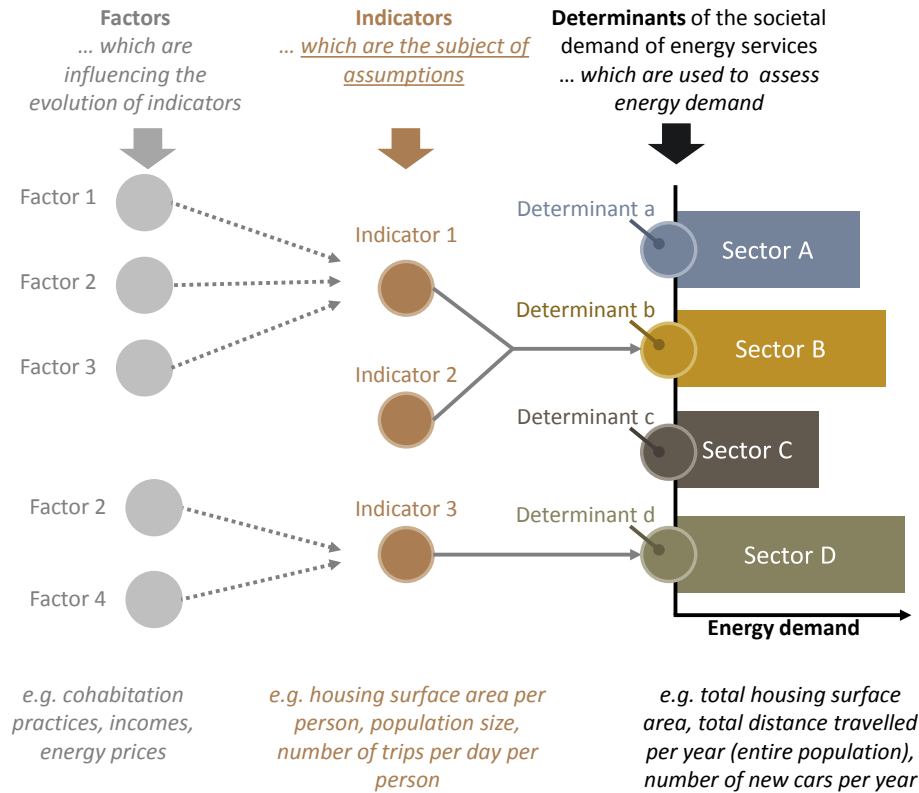 Factors
... which are
influencing the
evolution of indicators
Indicators
... which are the subject of
assumptions
Determinants of the societal
demand of energy services
... which are used to assess
energy demand
Factor 1
Factor 2
Factor 3
Factor 2
Factor 4
Indicator 1
Indicator 2
Indicator 3
Determinant a
Sector A
Determinant b
Sector B
Determinant c
Sector C
Determinant d
Sector D
Energy demand
e.g. cohabitation
practices, incomes,
energy prices
e.g. housing surface area per
person, population size,
number of trips per day per
person
e.g. total housing surface
area, total distance travelled
per year (entire population),
number of new cars per year